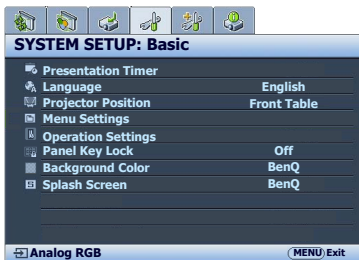 SYSTEM SETUP: Basic
Presentation Timer
Language English
Projector Position Front Table
Menu Settings
Operation Settings
Panel Key Lock Off
Background Color BenQ
Splash Screen BenQ
Analog RGB MENU Exit